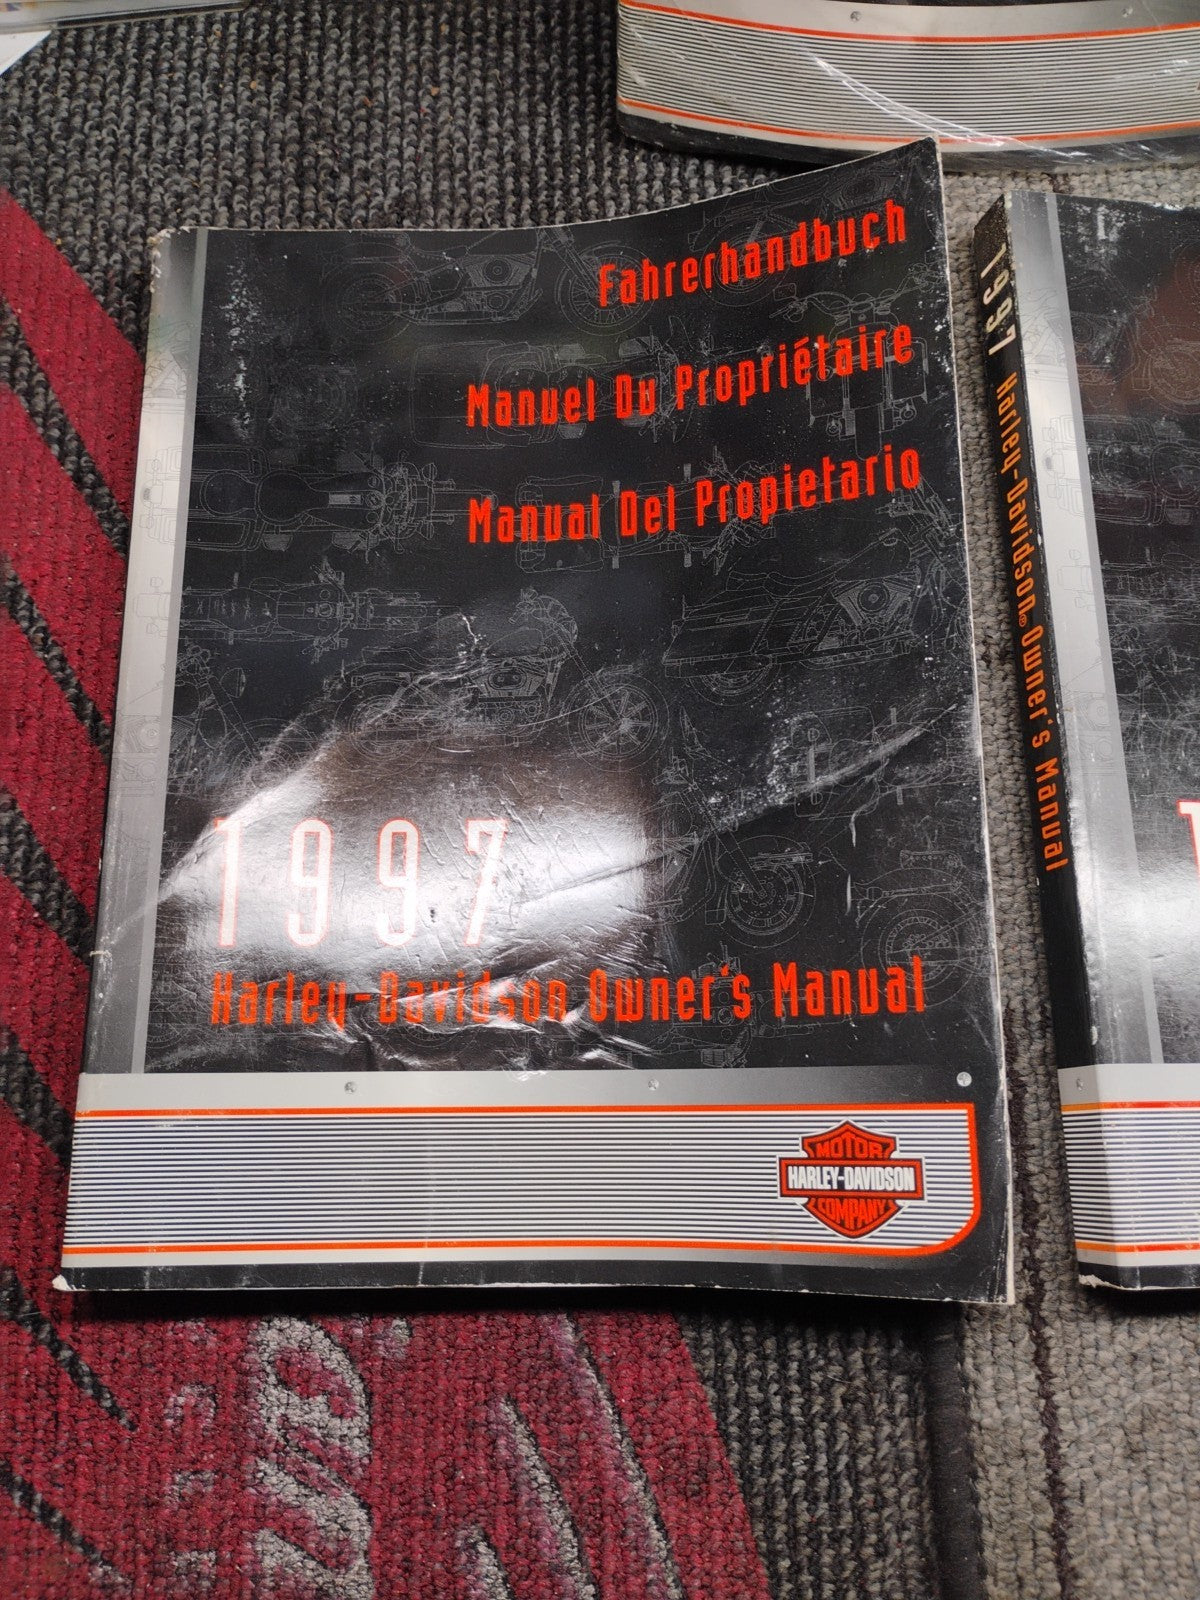 Fahrerhandbuch
Manuel Du Propriétaire
Manual Del Propietario
1997
Harley-Davidson Owner's Manual
MOTOR
HARLEY-DAVIDSON
COMPANY
1997 Harley-Davidson® Owner's Manual